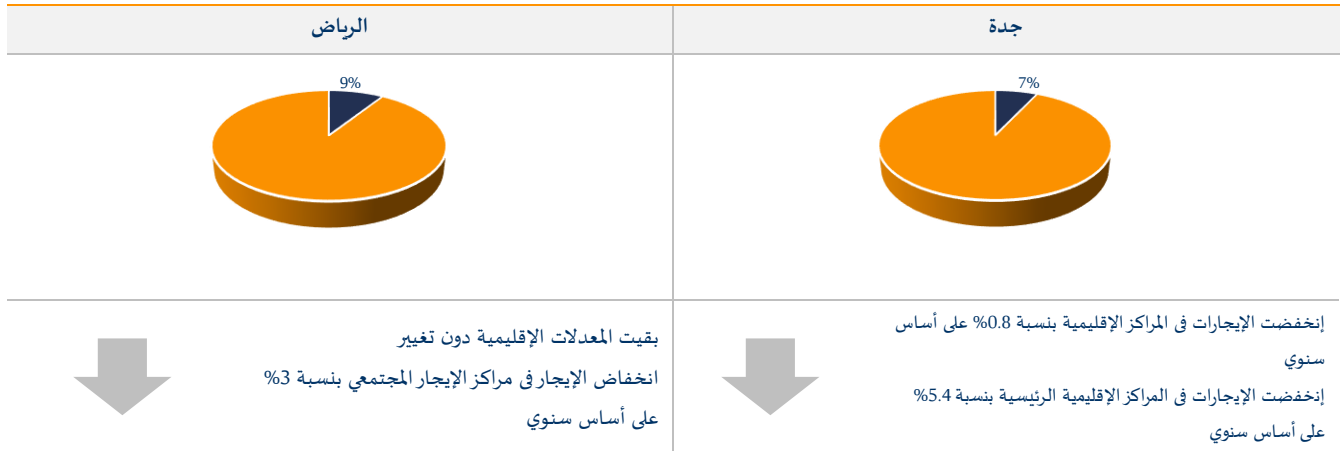 جدة
الرياض
7%
9%
إنخفضت الإيجارات فى المراكز الإقليمية بنسبة 0.8% على أساس
سنوي
إنخفضت الإيجارات فى المراكز الإقليمية الرئيسية بنسبة 5.4%
على أساس سنوي
بقيت المعدلات الإقليمية دون تغيير
انخفاض الإيجار فى مراكز الإيجار المجتمعي بنسبة 3%
على أساس سنوي